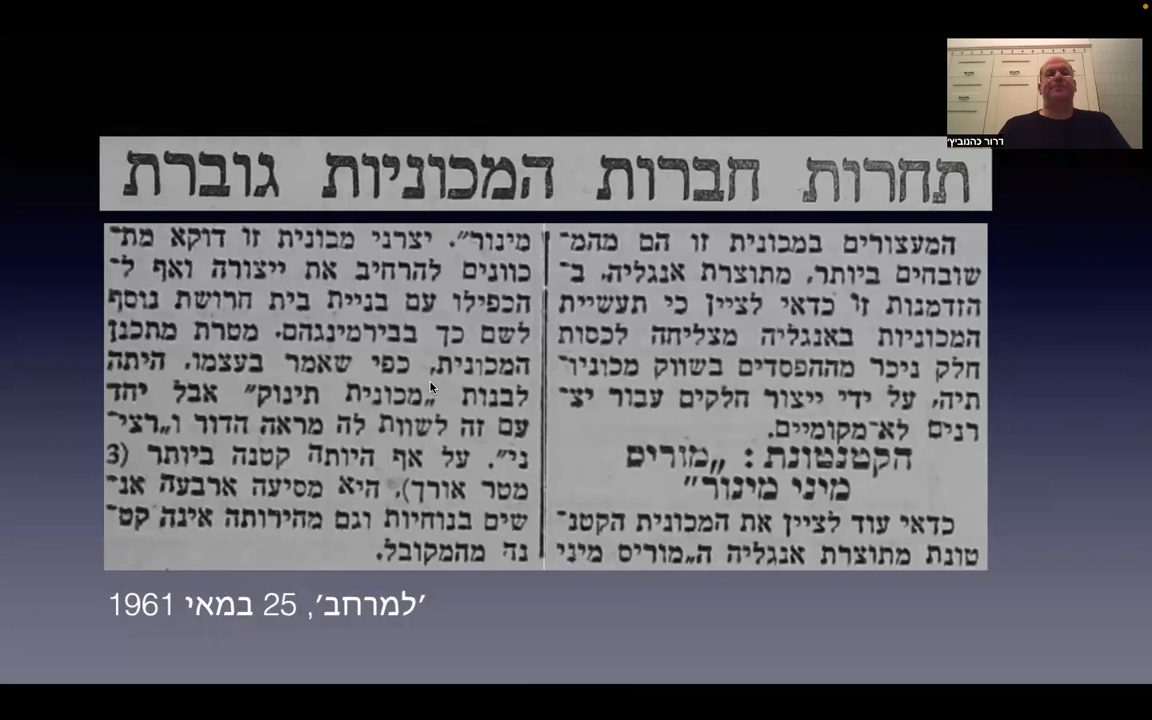 דרור כהנוביץ'
תחרות חברות המכוניות גוברת
המעצורים במכונית זו הם מהמ־
שובחים ביותר, מתוצרת אנגליה, ב־
הזדמנות זו כדאי לציין כי תעשיית
המכוניות באנגליה מצליחה לכסות
חלק ניכר מההפסדים בשווק מכוניו־
תיה, על ידי ייצור חלקים עבור יצ־
רנים לא־מקומיים.
הקטנטונת: „מוריס
מיני מינור"
כדאי עוד לציין את המכונית הקטנ־
טונת מתוצרת אנגליה ה„מוריס מיני
מינור". יצרני מכונית זו דוקא מת־
כוונים להרחיב את ייצורה ואף ל־
הכפילו עם בניית בית חרושת נוסף
לשם כך בבירמינגהם. מטרת מתכנן
המכונית, כפי שאמר בעצמו, היתה
לבנות „מכונית תינוק" אבל יחד
עם זה לשוות לה מראה הדור ו„רצי־
ני". על אף היותה קטנה ביותר (3
מטר אורך), היא מסיעה ארבעה אנ־
שים בנוחיות וגם מהירותה אינה קט־
נה מהמקובל.
'למרחב', 25 במאי 1961